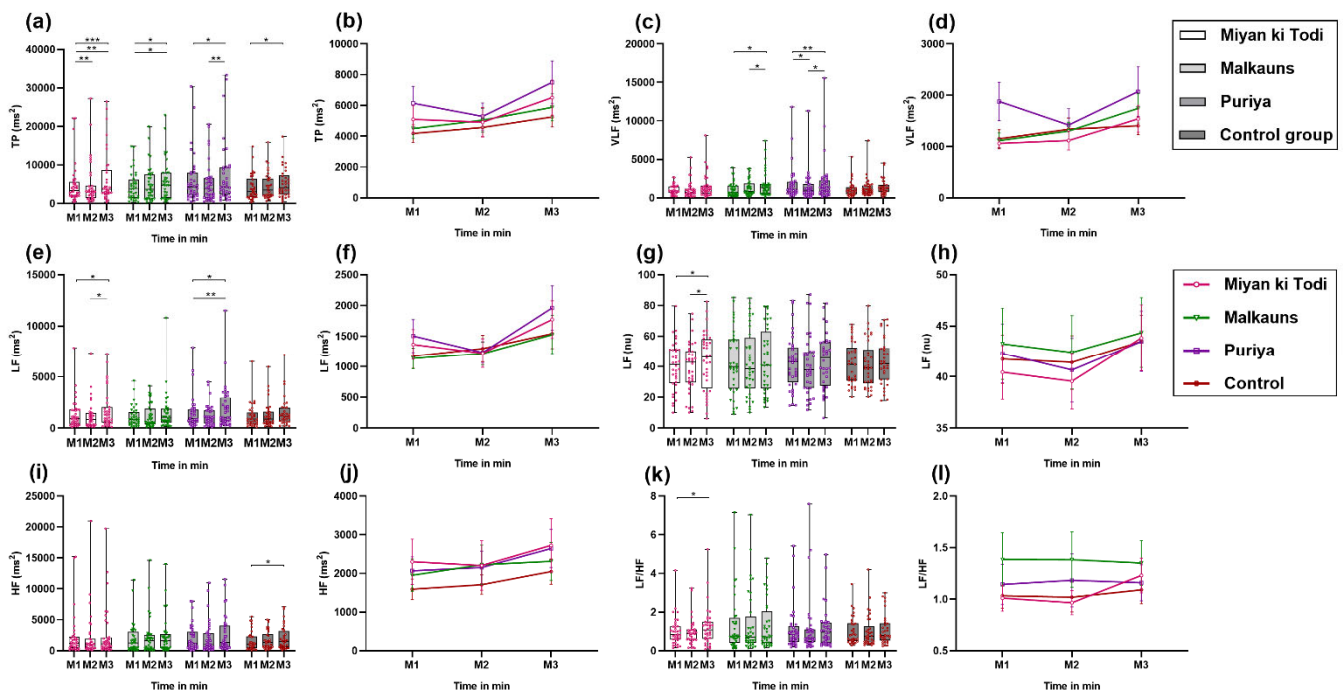 (a)
***
**
**
*
*
*
**
*
TP (ms²)
40000
30000
20000
10000
0
M1 M2 M3 M1 M2 M3 M1 M2 M3 M1 M2 M3
Time in min
(b)
TP (ms²)
10000
8000
6000
4000
2000
0
M1 M2 M3
Time in min
(c)
*
*
**
*
*
VLF (ms²)
20000
15000
10000
5000
0
M1 M2 M3 M1 M2 M3 M1 M2 M3 M1 M2 M3
Time in min
(d)
VLF (ms²)
3000
2000
1000
0
M1 M2 M3
Time in min
Miyan ki Todi
Malkauns
Puriya
Control group
(e)
*
*
*
**
LF (ms²)
15000
10000
5000
0
M1 M2 M3 M1 M2 M3 M1 M2 M3 M1 M2 M3
Time in min
(f)
LF (ms²)
2500
2000
1500
1000
500
0
M1 M2 M3
Time in min
(g)
*
*
LF (nu)
100
80
60
40
20
0
M1 M2 M3 M1 M2 M3 M1 M2 M3 M1 M2 M3
Time in min
(h)
LF (nu)
50
45
40
35
M1 M2 M3
Time in min
Miyan ki Todi
Malkauns
Puriya
Control
(i)
*
HF (ms²)
25000
20000
15000
10000
5000
0
M1 M2 M3 M1 M2 M3 M1 M2 M3 M1 M2 M3
Time in min
(j)
HF (ms²)
4000
3000
2000
1000
0
M1 M2 M3
Time in min
(k)
*
LF/HF
8
6
4
2
0
M1 M2 M3 M1 M2 M3 M1 M2 M3 M1 M2 M3
Time in min
(l)
LF/HF
2.0
1.5
1.0
0.5
M1 M2 M3
Time in min